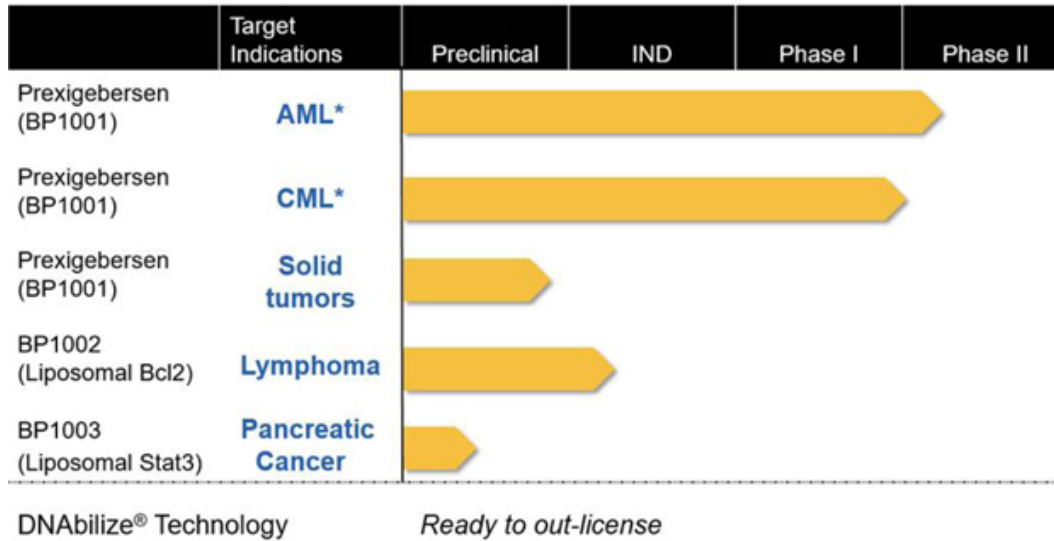 Target
Indications
Preclinical
IND
Phase I
Phase II
Prexigebersen
(BP1001)
AML*
Prexigebersen
(BP1001)
CML*
Prexigebersen
(BP1001)
Solid
tumors
BP1002
(Liposomal Bcl2)
Lymphoma
BP1003
(Liposomal Stat3)
Pancreatic
Cancer
DNAbilize® Technology
Ready to out-license